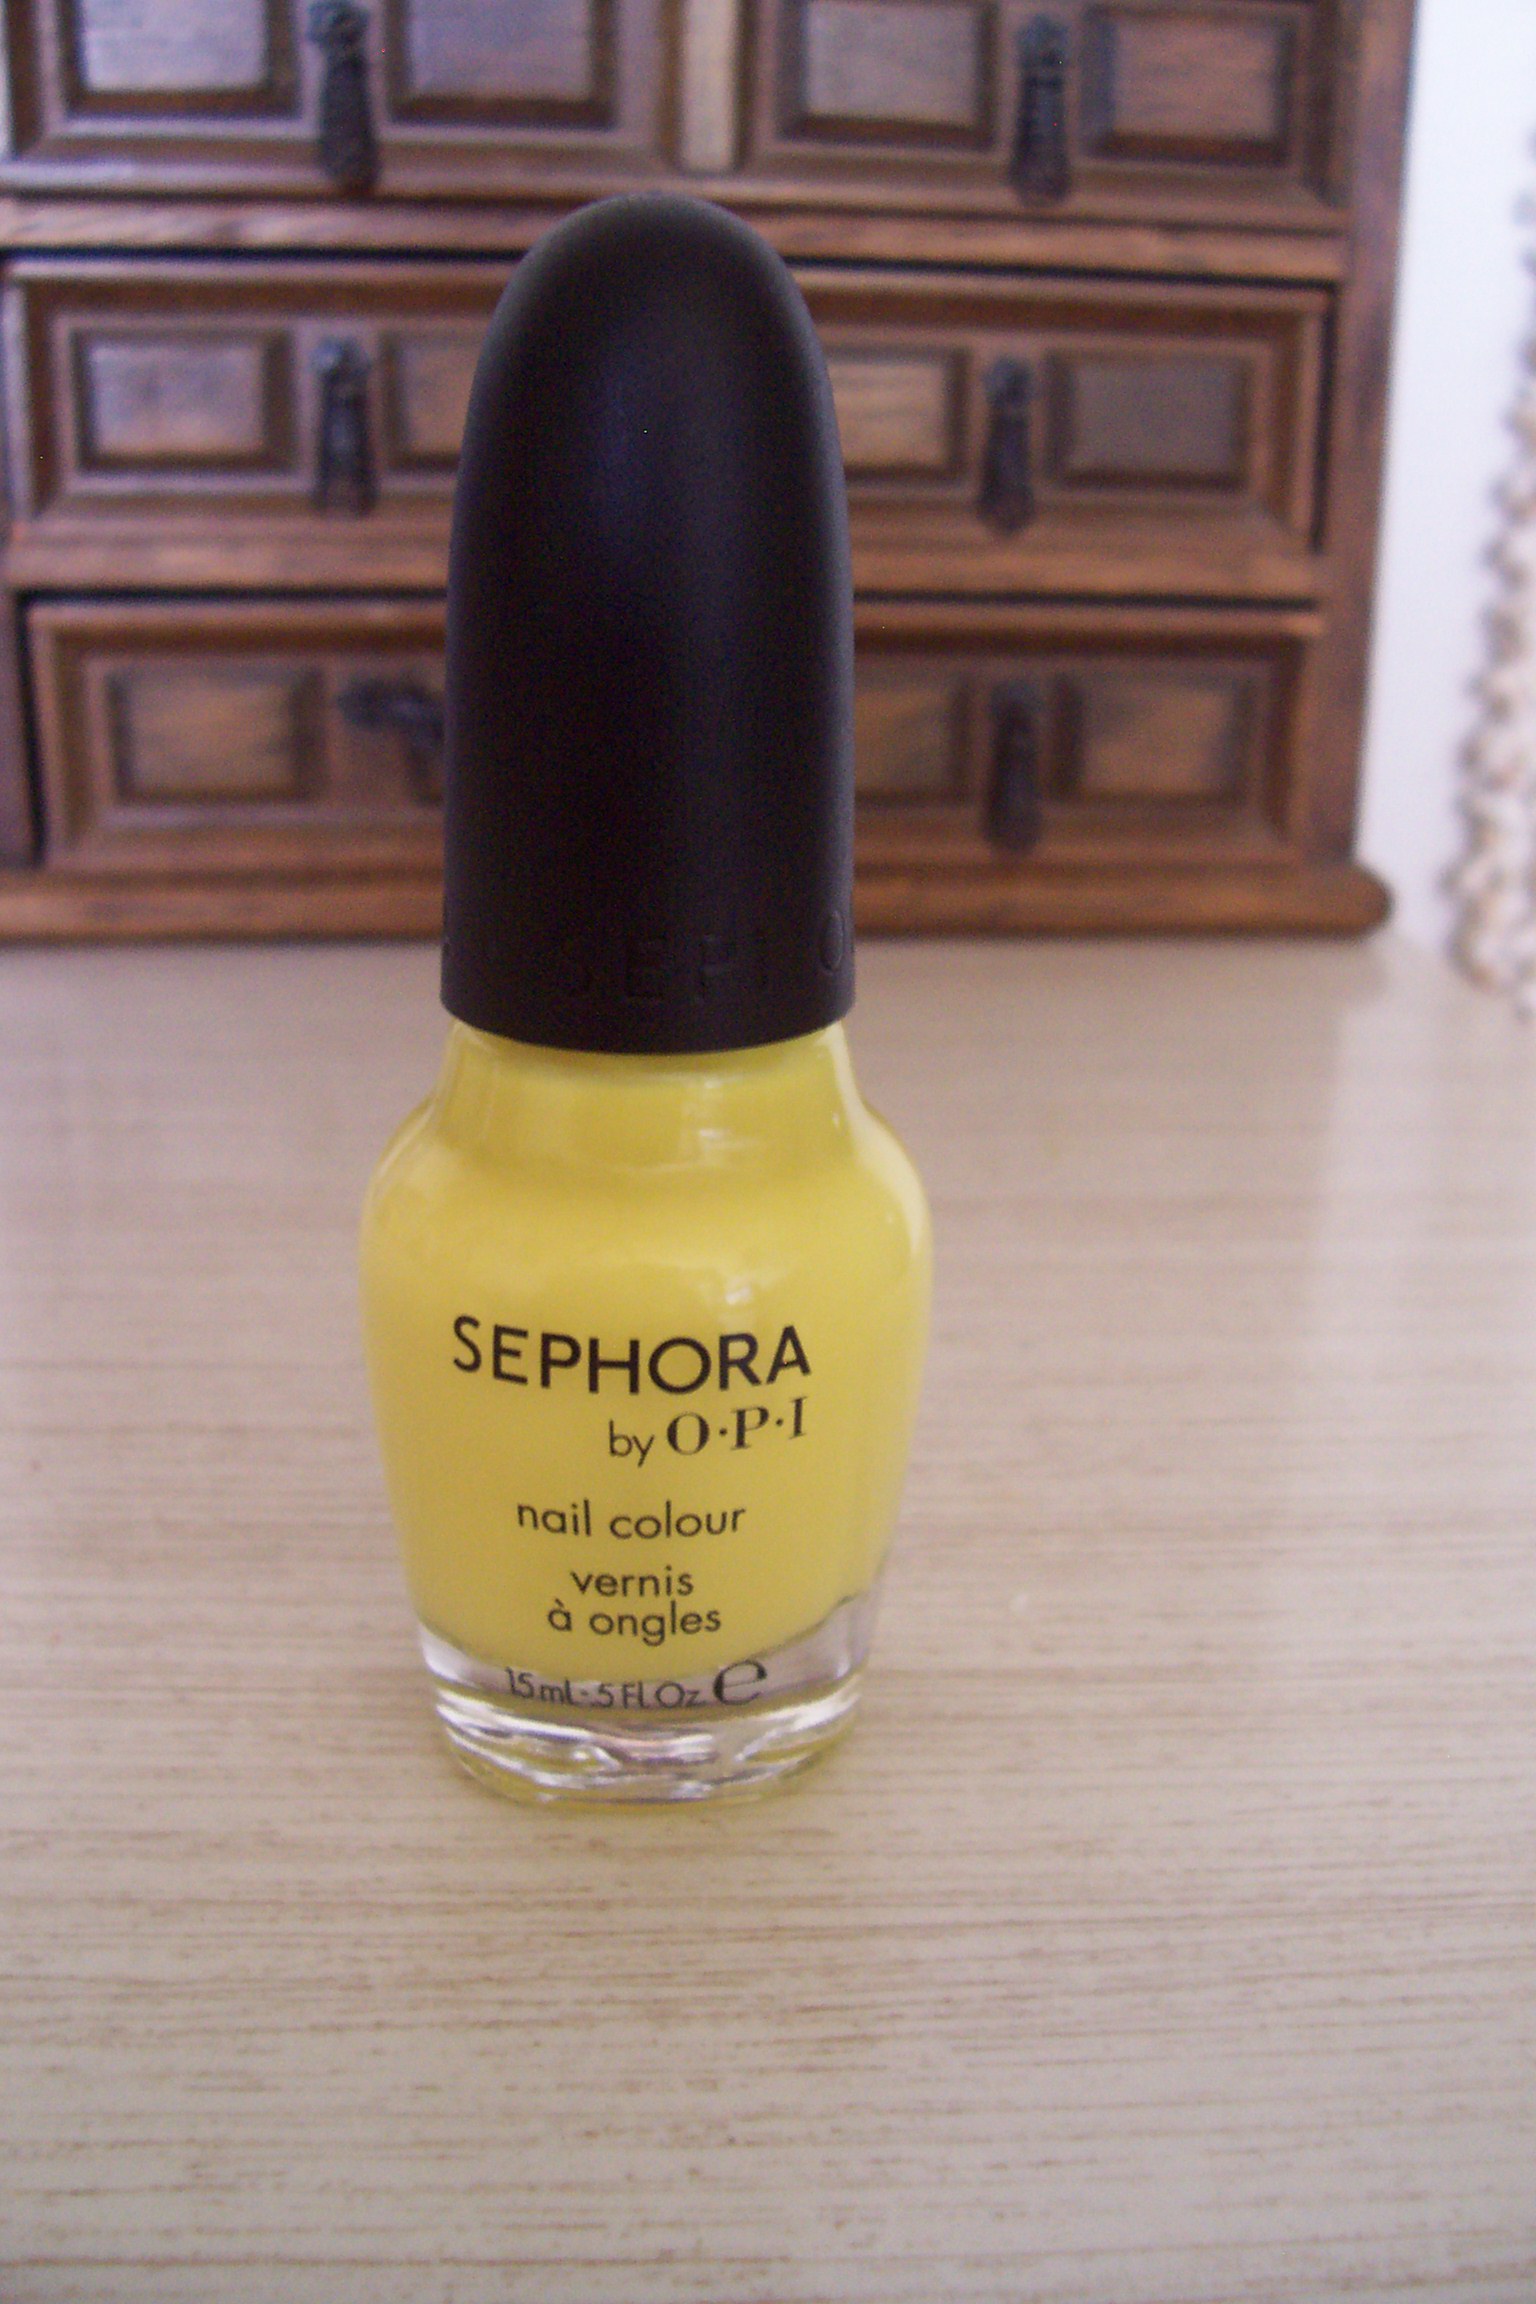 SEPHORA
by O·P·I
nail colour
vernis
à ongles
15 mL · .5 Fl. Oz e